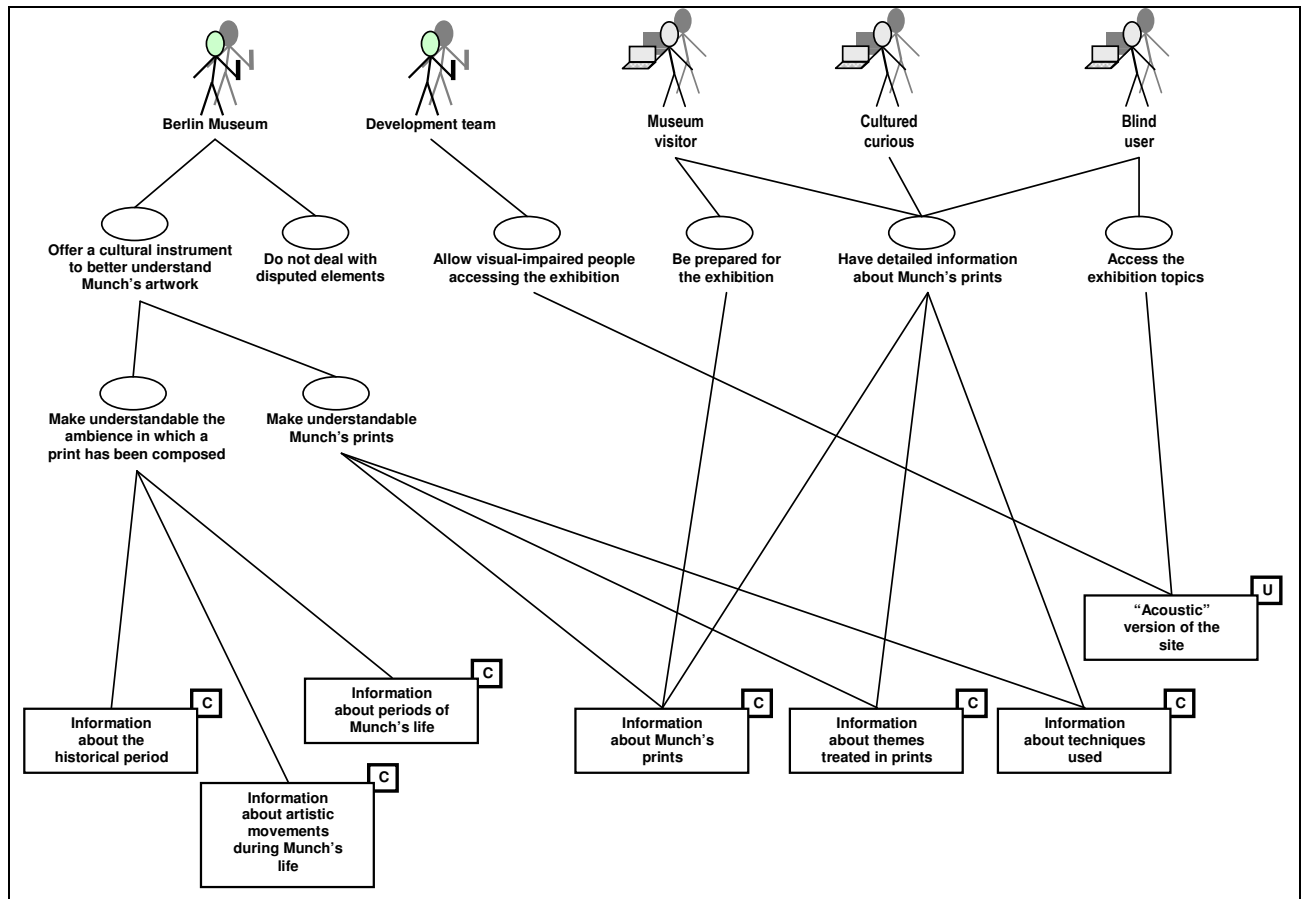 Berlin Museum
Development team
Museum
visitor
Cultured
curious
Blind
user
Offer a cultural instrument
to better understand
Munch's artwork
Do not deal with
disputed elements
Allow visual-impaired people
accessing the exhibition
Be prepared for
the exhibition
Have detailed information
about Munch's prints
Access the
exhibition topics
Make understandable the
ambience in which a
print has been composed
Make understandable
Munch's prints
U
“Acoustic”
version of the
site
C
Information
about periods of
Munch's life
C
Information
about the
historical period
C
Information
about Munch's
prints
C
Information
about themes
treated in prints
C
Information
about techniques
used
C
Information
about artistic
movements
during Munch's
life